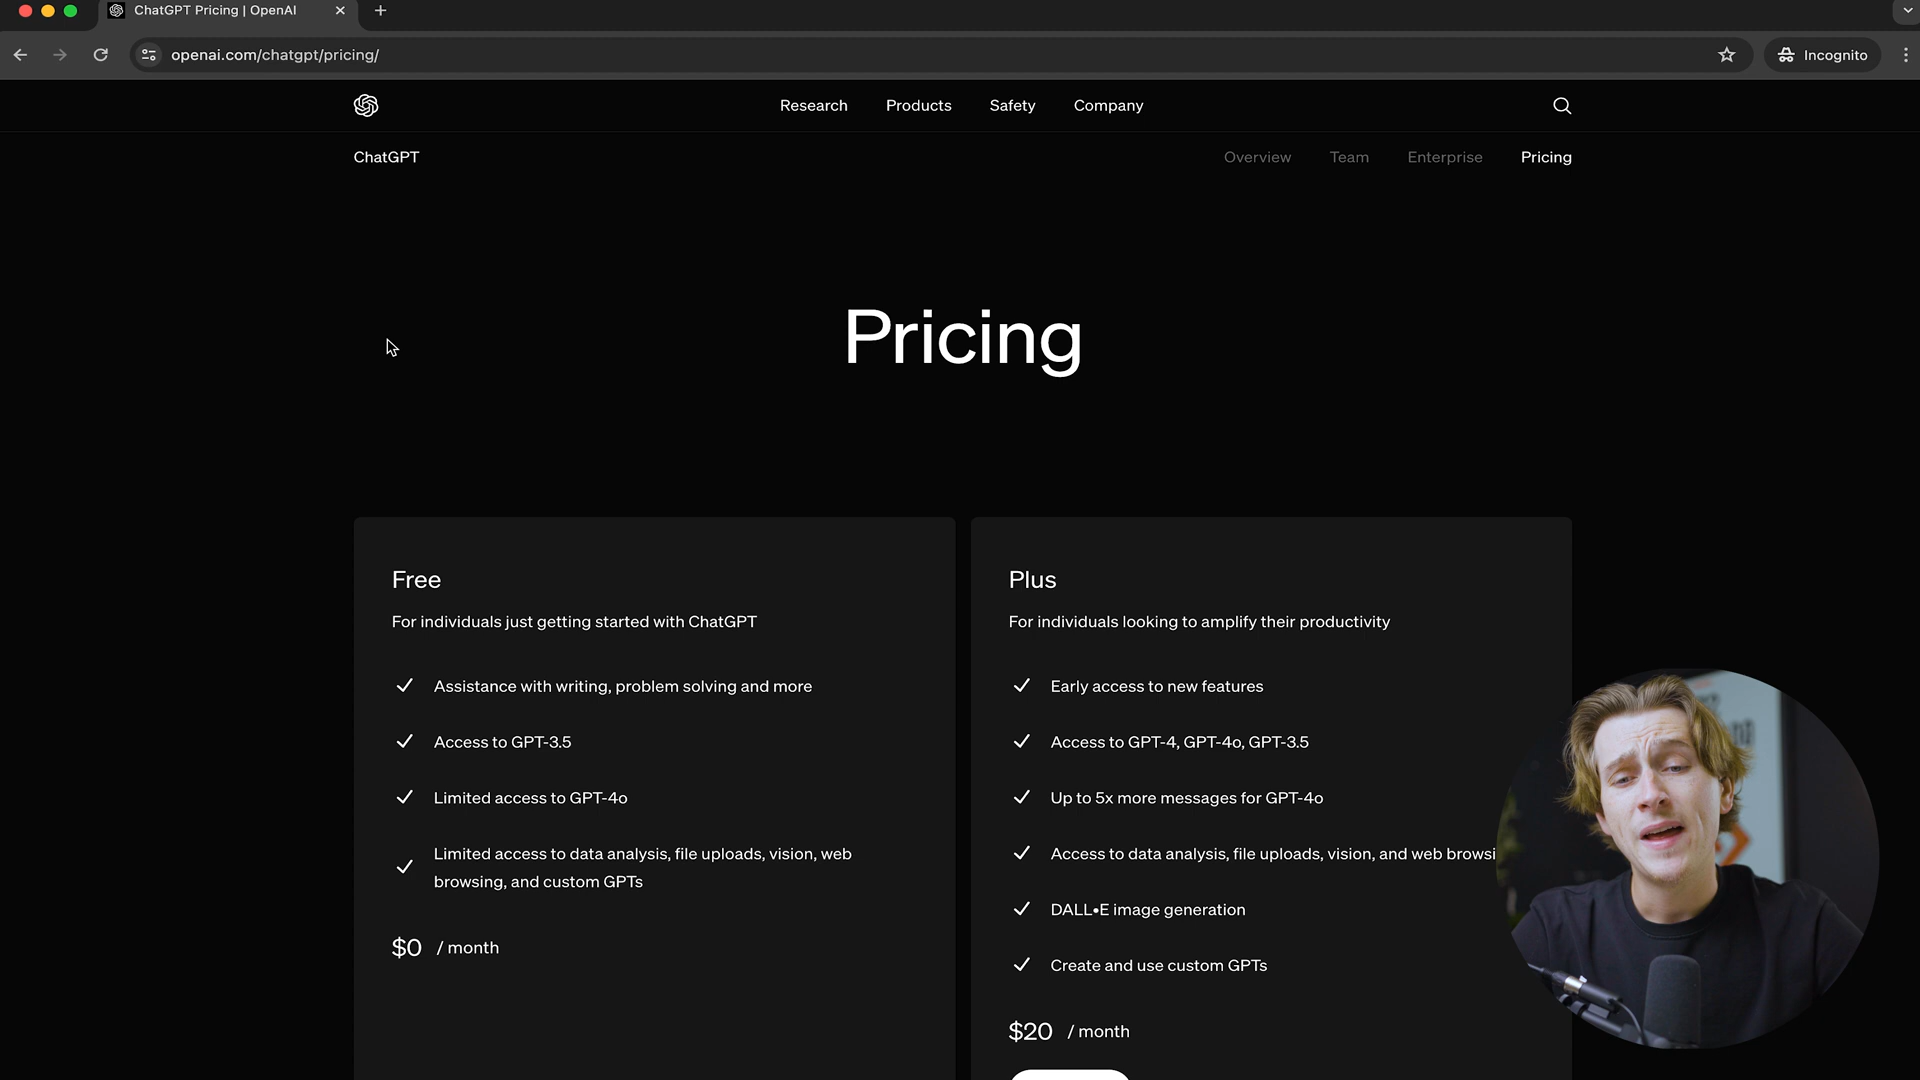 ChatGPT Pricing | OpenAI
openai.com/chatgpt/pricing/
Incognito
Research Products Safety Company
ChatGPT
Overview Team Enterprise Pricing
Pricing
Free
For individuals just getting started with ChatGPT
Assistance with writing, problem solving and more
Access to GPT-3.5
Limited access to GPT-4o
Limited access to data analysis, file uploads, vision, web
browsing, and custom GPTs
$0 / month
Plus
For individuals looking to amplify their productivity
Early access to new features
Access to GPT-4, GPT-4o, GPT-3.5
Up to 5x more messages for GPT-4o
Access to data analysis, file uploads, vision, and web browsi
DALL•E image generation
Create and use custom GPTs
$20 / month